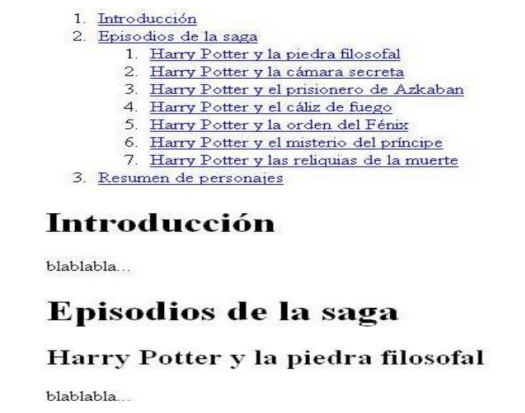 1. Introducción
2. Episodios de la saga
1. Harry Potter y la piedra filosofal
2. Harry Potter y la cámara secreta
3. Harry Potter y el prisionero de Azkaban
4. Harry Potter y el cáliz de fuego
5. Harry Potter y la orden del Fénix
6. Harry Potter y el misterio del príncipe
7. Harry Potter y las reliquias de la muerte
3. Resumen de personajes
Introducción
blablabla...
Episodios de la saga
Harry Potter y la piedra filosofal
blablabla...